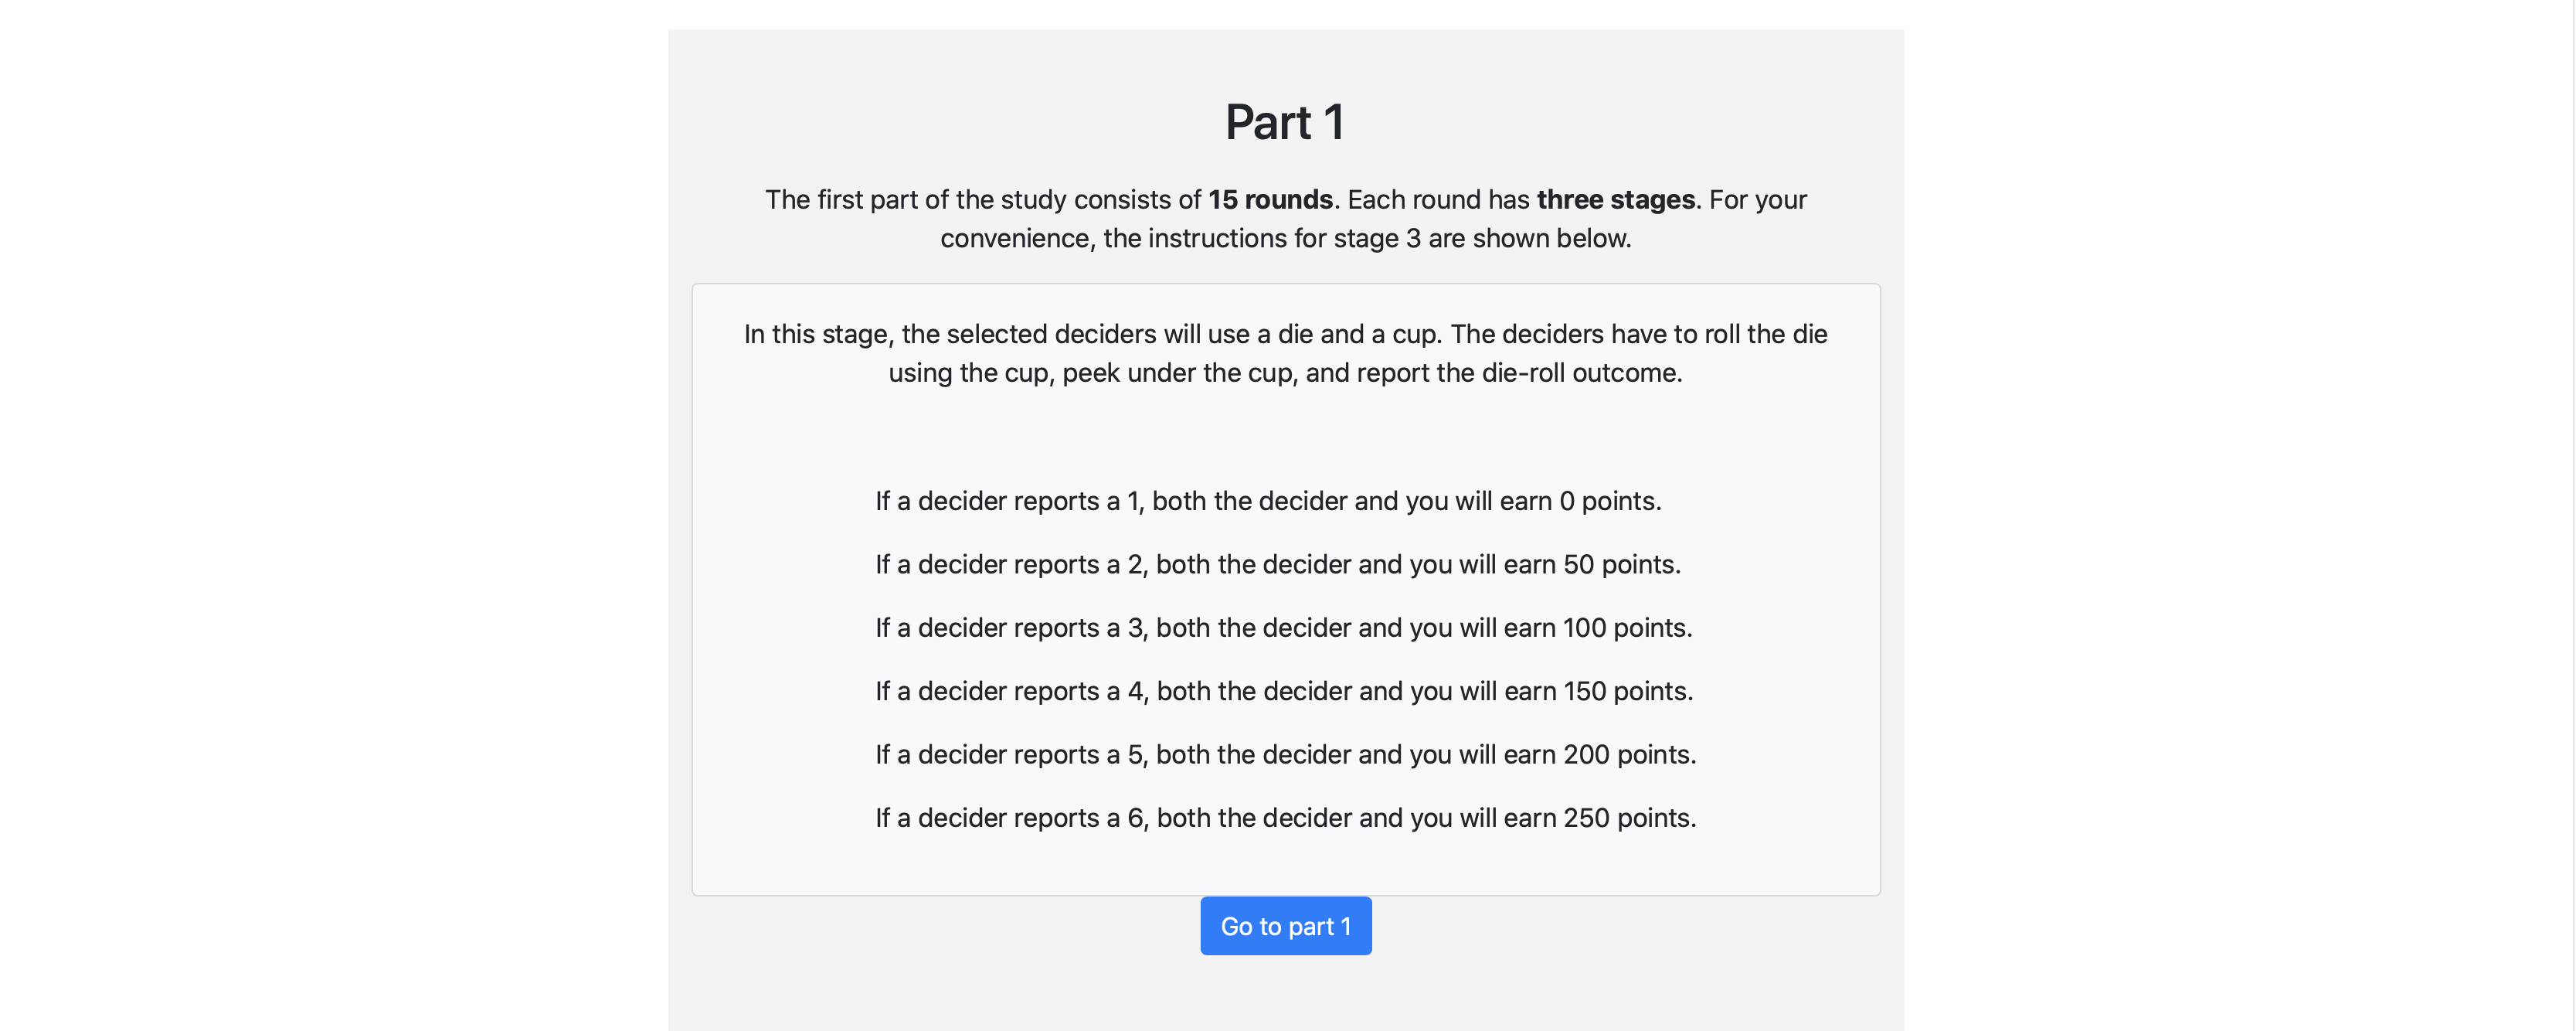 Part 1
The first part of the study consists of 15 rounds. Each round has three stages. For your
convenience, the instructions for stage 3 are shown below.
In this stage, the selected deciders will use a die and a cup. The deciders have to roll the die
using the cup, peek under the cup, and report the die-roll outcome.
If a decider reports a 1, both the decider and you will earn 0 points.
If a decider reports a 2, both the decider and you will earn 50 points.
If a decider reports a 3, both the decider and you will earn 100 points.
If a decider reports a 4, both the decider and you will earn 150 points.
If a decider reports a 5, both the decider and you will earn 200 points.
If a decider reports a 6, both the decider and you will earn 250 points.
Go to part 1